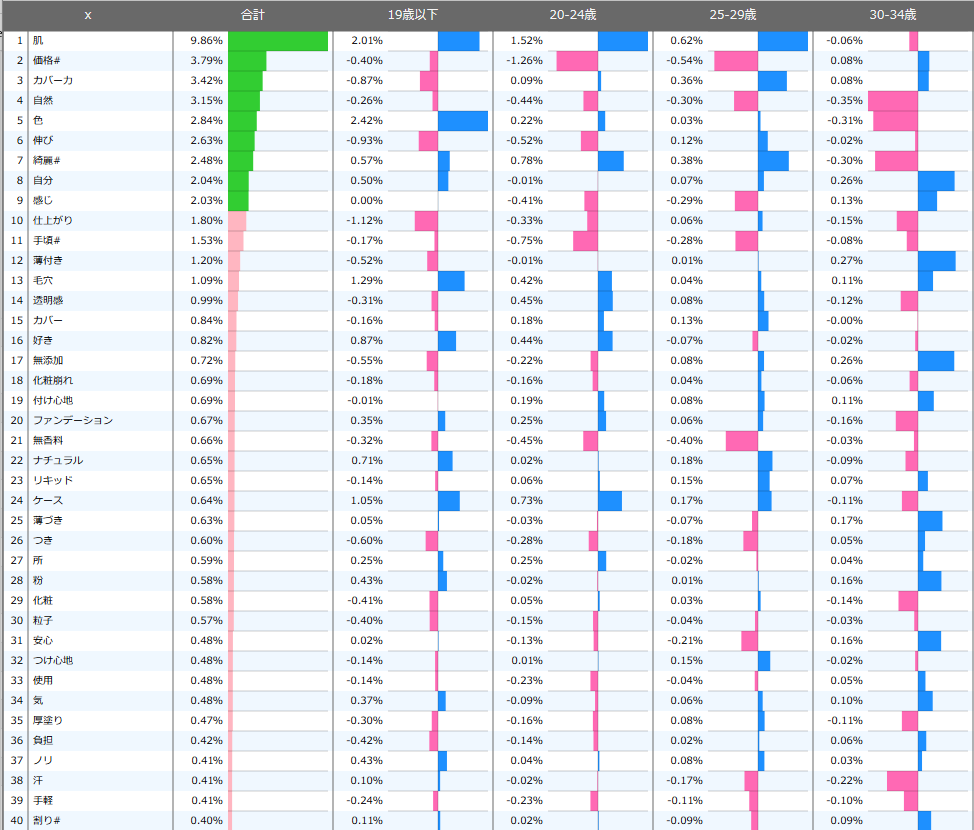 x 合計 19歳以下 20-24歳 25-29歳 30-34歳
1 肌 9.86% 2.01% 1.52% 0.62% -0.06%
2 価格# 3.79% -0.40% -1.26% -0.54% 0.08%
3 カバーカ 3.42% -0.87% 0.09% 0.36% 0.08%
4 自然 3.15% -0.26% -0.44% -0.30% -0.35%
5 色 2.84% 2.42% 0.22% 0.03% -0.31%
6 伸び 2.63% -0.93% -0.52% 0.12% -0.02%
7 綺麗# 2.48% 0.57% 0.78% 0.38% -0.30%
8 自分 2.04% 0.50% -0.01% 0.07% 0.26%
9 感じ 2.03% 0.00% -0.41% -0.29% 0.13%
10 仕上がり 1.80% -1.12% -0.33% 0.06% -0.15%
11 手頃# 1.53% -0.17% -0.75% -0.28% -0.08%
12 薄付き 1.20% -0.52% -0.01% 0.01% 0.27%
13 毛穴 1.09% 1.29% 0.42% 0.04% 0.11%
14 透明感 0.99% -0.31% 0.45% 0.08% -0.12%
15 カバー 0.84% -0.16% 0.18% 0.13% -0.00%
16 好き 0.82% 0.87% 0.44% -0.07% -0.02%
17 無添加 0.72% -0.55% -0.22% 0.08% 0.26%
18 化粧崩れ 0.69% -0.18% -0.16% 0.04% -0.06%
19 付け心地 0.69% -0.01% 0.19% 0.08% 0.11%
20 ファンデーション 0.67% 0.35% 0.25% 0.06% -0.16%
21 無香料 0.66% -0.32% -0.45% -0.40% -0.03%
22 ナチュラル 0.65% 0.71% 0.02% 0.18% -0.09%
23 リキッド 0.65% -0.14% 0.06% 0.15% 0.07%
24 ケース 0.64% 1.05% 0.73% 0.17% -0.11%
25 薄づき 0.63% 0.05% -0.03% -0.07% 0.17%
26 つき 0.60% -0.60% -0.28% -0.18% 0.05%
27 所 0.59% 0.25% 0.25% -0.02% 0.04%
28 粉 0.58% 0.43% -0.02% 0.01% 0.16%
29 化粧 0.58% -0.41% 0.05% 0.03% -0.14%
30 粒子 0.57% -0.40% -0.15% -0.04% -0.03%
31 安心 0.48% 0.02% -0.13% -0.21% 0.16%
32 つけ心地 0.48% -0.14% 0.01% 0.15% -0.02%
33 使用 0.48% -0.14% -0.23% -0.04% 0.05%
34 気 0.48% 0.37% -0.09% 0.06% 0.10%
35 厚塗り 0.47% -0.30% -0.16% 0.08% -0.11%
36 負担 0.42% -0.42% -0.14% 0.02% 0.06%
37 ノリ 0.41% 0.43% 0.04% 0.08% 0.03%
38 汗 0.41% 0.10% -0.02% -0.17% -0.22%
39 手軽 0.41% -0.24% -0.23% -0.11% -0.10%
40 割り# 0.40% 0.11% 0.02% -0.09% 0.09%